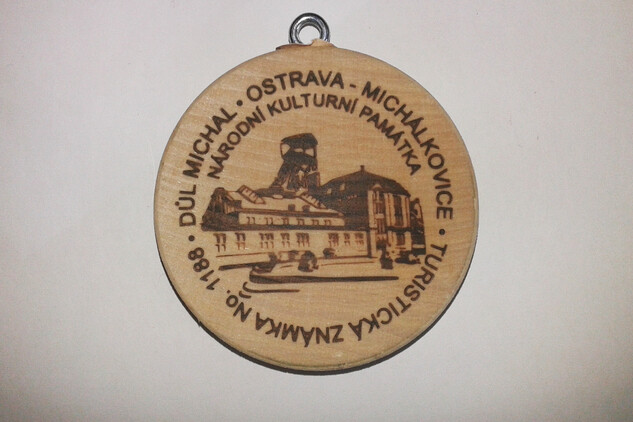 DŮL MICHAL • OSTRAVA - MICHÁLKOVICE • TURISTICKÁ ZNÁMKA No. 1188 •
NÁRODNÍ KULTURNÍ PAMÁTKA